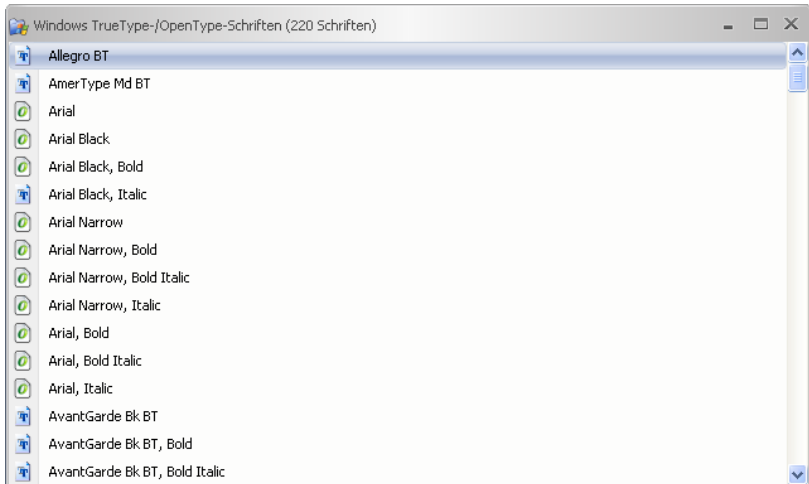 Windows TrueType-/OpenType-Schriften (220 Schriften)
Allegro BT
AmerType Md BT
Arial
Arial Black
Arial Black, Bold
Arial Black, Italic
Arial Narrow
Arial Narrow, Bold
Arial Narrow, Bold Italic
Arial Narrow, Italic
Arial, Bold
Arial, Bold Italic
Arial, Italic
AvantGarde Bk BT
AvantGarde Bk BT, Bold
AvantGarde Bk BT, Bold Italic